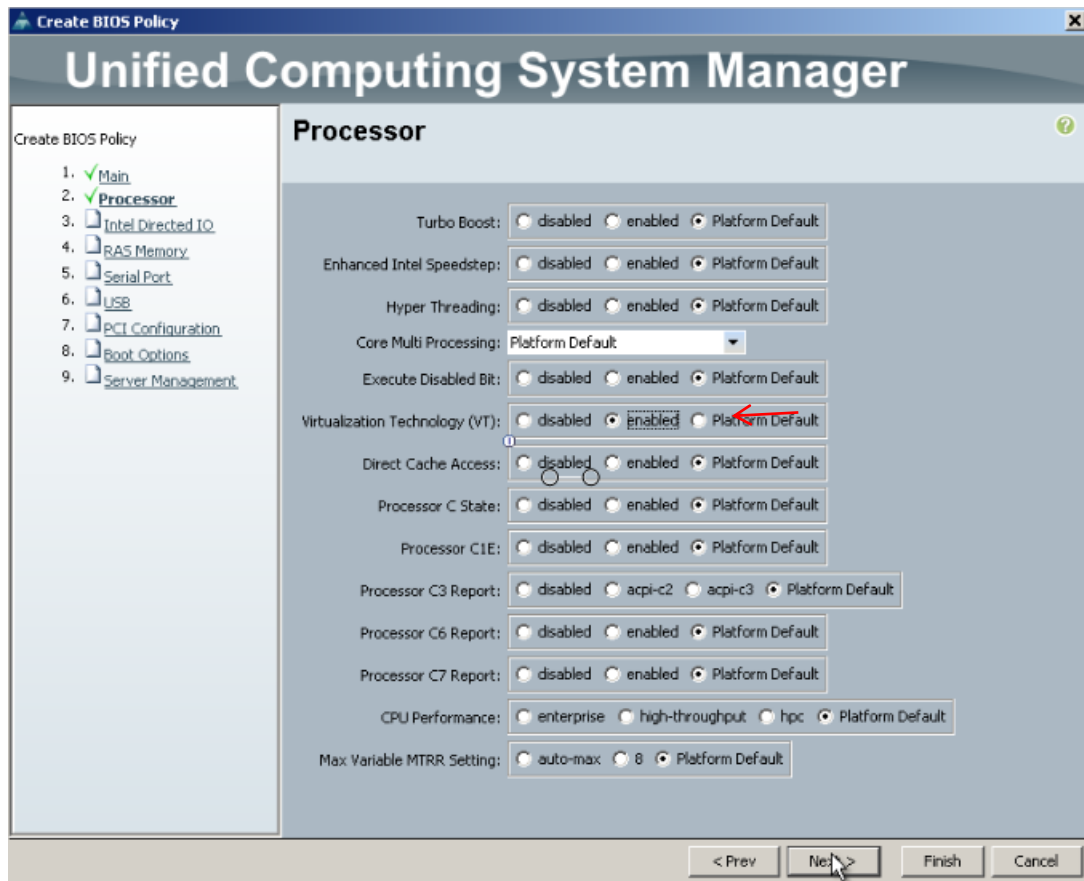 Create BIOS Policy
Unified Computing System Manager
Create BIOS Policy
1. Main
2. Processor
3. Intel Directed IO
4. RAS Memory
5. Serial Port
6. USB
7. PCI Configuration
8. Boot Options
9. Server Management
Processor
Turbo Boost: disabled enabled Platform Default
Enhanced Intel Speedstep: disabled enabled Platform Default
Hyper Threading: disabled enabled Platform Default
Core Multi Processing: Platform Default
Execute Disabled Bit: disabled enabled Platform Default
Virtualization Technology (VT): disabled enabled Platform Default
Direct Cache Access: disabled enabled Platform Default
Processor C State: disabled enabled Platform Default
Processor C1E: disabled enabled Platform Default
Processor C3 Report: disabled acpi-c2 acpi-c3 Platform Default
Processor C6 Report: disabled enabled Platform Default
Processor C7 Report: disabled enabled Platform Default
CPU Performance: enterprise high-throughput hpc Platform Default
Max Variable MTRR Setting: auto-max 8 Platform Default
< Prev Next > Finish Cancel